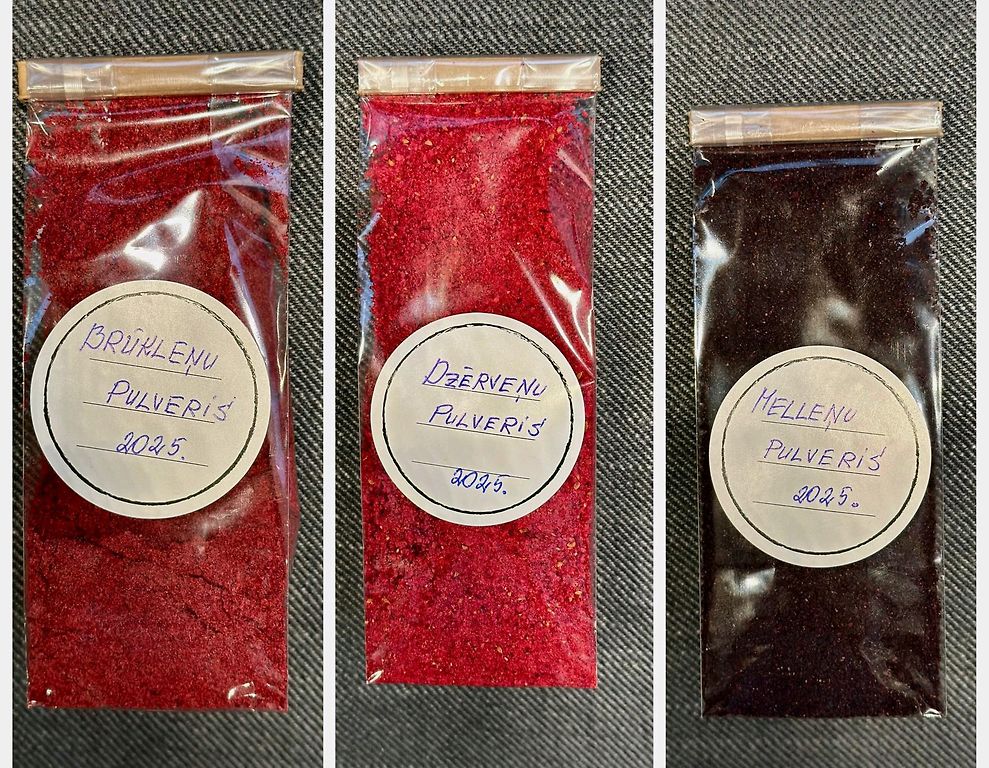 BRŪKLEŅU
PULVERIS
2025.
DZĒRVEŅU
PULVERIS
2025.
MELLEŅU
PULVERIS
2025.